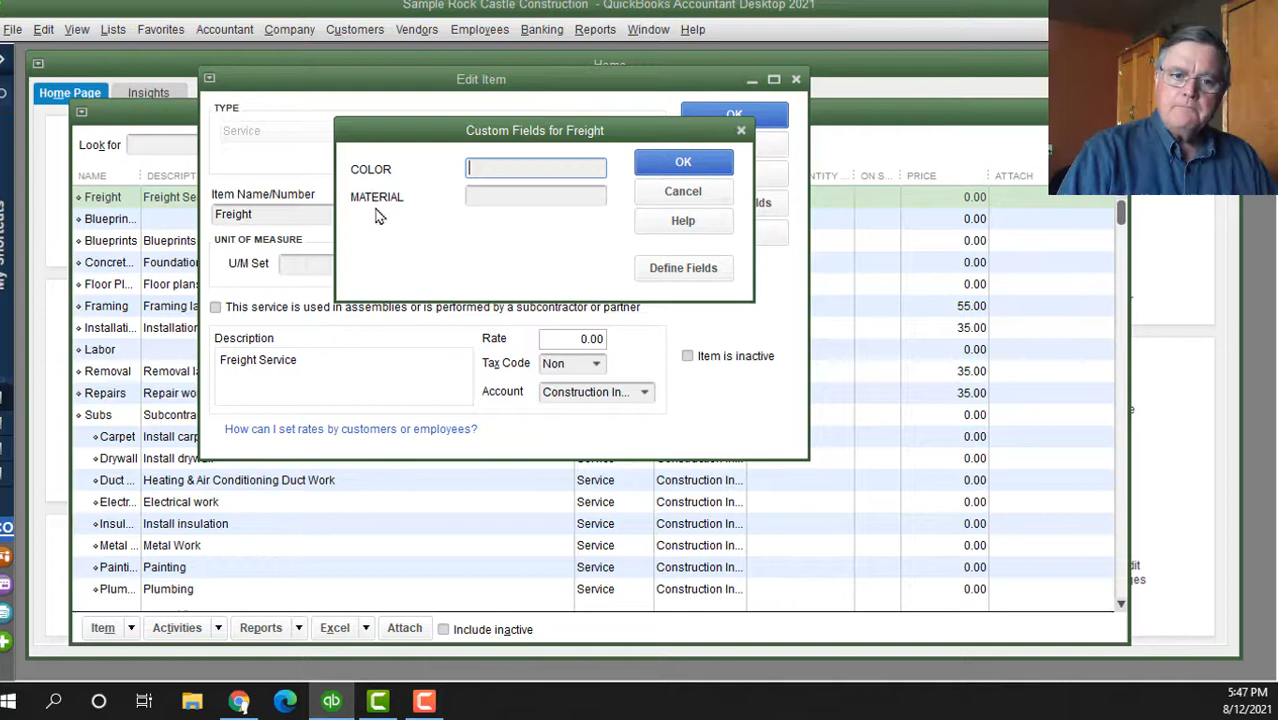 Sample Rock Castle Construction - QuickBooks Accountant Desktop 2021
File Edit View Lists Favorites Accountant Company Customers Vendors Employees Banking Reports Window Help
Home
Edit Item
Home Page Insights
TYPE
OK
Service
Custom Fields for Freight
Look for
COLOR
OK
NAME DESCRIPT ... ON S... PRICE ATTACH
MATERIAL
Cancel
Item Name/Number
Freight Freight Se 0.00
Freight
Help
Blueprin...
UNIT OF MEASURE
Blueprints Blueprints 0.00
Concret... Foundation 0.00
U/M Set
Define Fields
Floor Pl... Floor plans 0.00
Framing Framing la 55.00
This service is used in assemblies or is performed by a subcontractor or partner
Installati... 35.00
Description
Rate 0.00
Labor 0.00
Freight Service
Item is inactive
Tax Code Non
Removal Removal la 35.00
Repairs Repair wo 35.00
Account Construction In...
Subs Subcontra 0.00
How can I set rates by customers or employees?
Carpet Install carp 0.00
Drywall Install dryw 0.00
Duct ... Heating & Air Conditioning Duct Work Service Construction In... 0.00
Electr... Electrical work Service Construction In... 0.00
Insul... Install insulation Service Construction In... 0.00
Metal ... Metal Work Service Construction In... 0.00
Painti... Painting Service Construction In... 0.00
Plum... Plumbing Service Construction In... 0.00
Item Activities Reports Excel Attach Include inactive
My Shortcuts
5:47 PM
8/12/2021